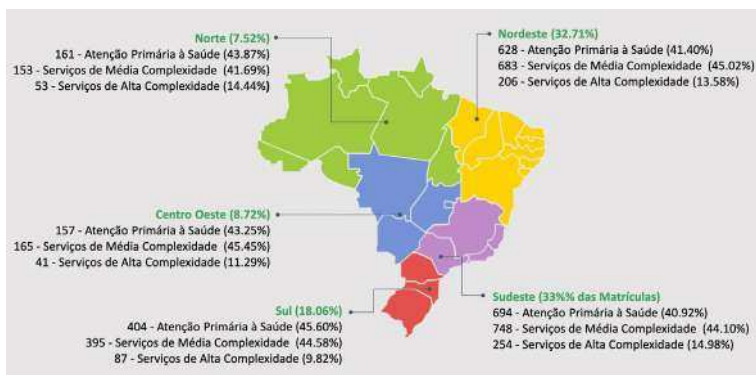 Norte (7.52%)
161 - Atenção Primária à Saúde (43.87%)
153 - Serviços de Média Complexidade (41.69%)
53 - Serviços de Alta Complexidade (14.44%)
Nordeste (32.71%)
628 - Atenção Primária à Saúde (41.40%)
683 - Serviços de Média Complexidade (45.02%)
206 - Serviços de Alta Complexidade (13.58%)
Centro Oeste (8.72%)
157 - Atenção Primária à Saúde (43.25%)
165 - Serviços de Média Complexidade (45.45%)
41 - Serviços de Alta Complexidade (11.29%)
Sul (18.06%)
404 - Atenção Primária à Saúde (45.60%)
395 - Serviços de Média Complexidade (44.58%)
87 - Serviços de Alta Complexidade (9.82%)
Sudeste (33%% das Matrículas)
694 - Atenção Primária à Saúde (40.92%)
748 - Serviços de Média Complexidade (44.10%)
254 - Serviços de Alta Complexidade (14.98%)